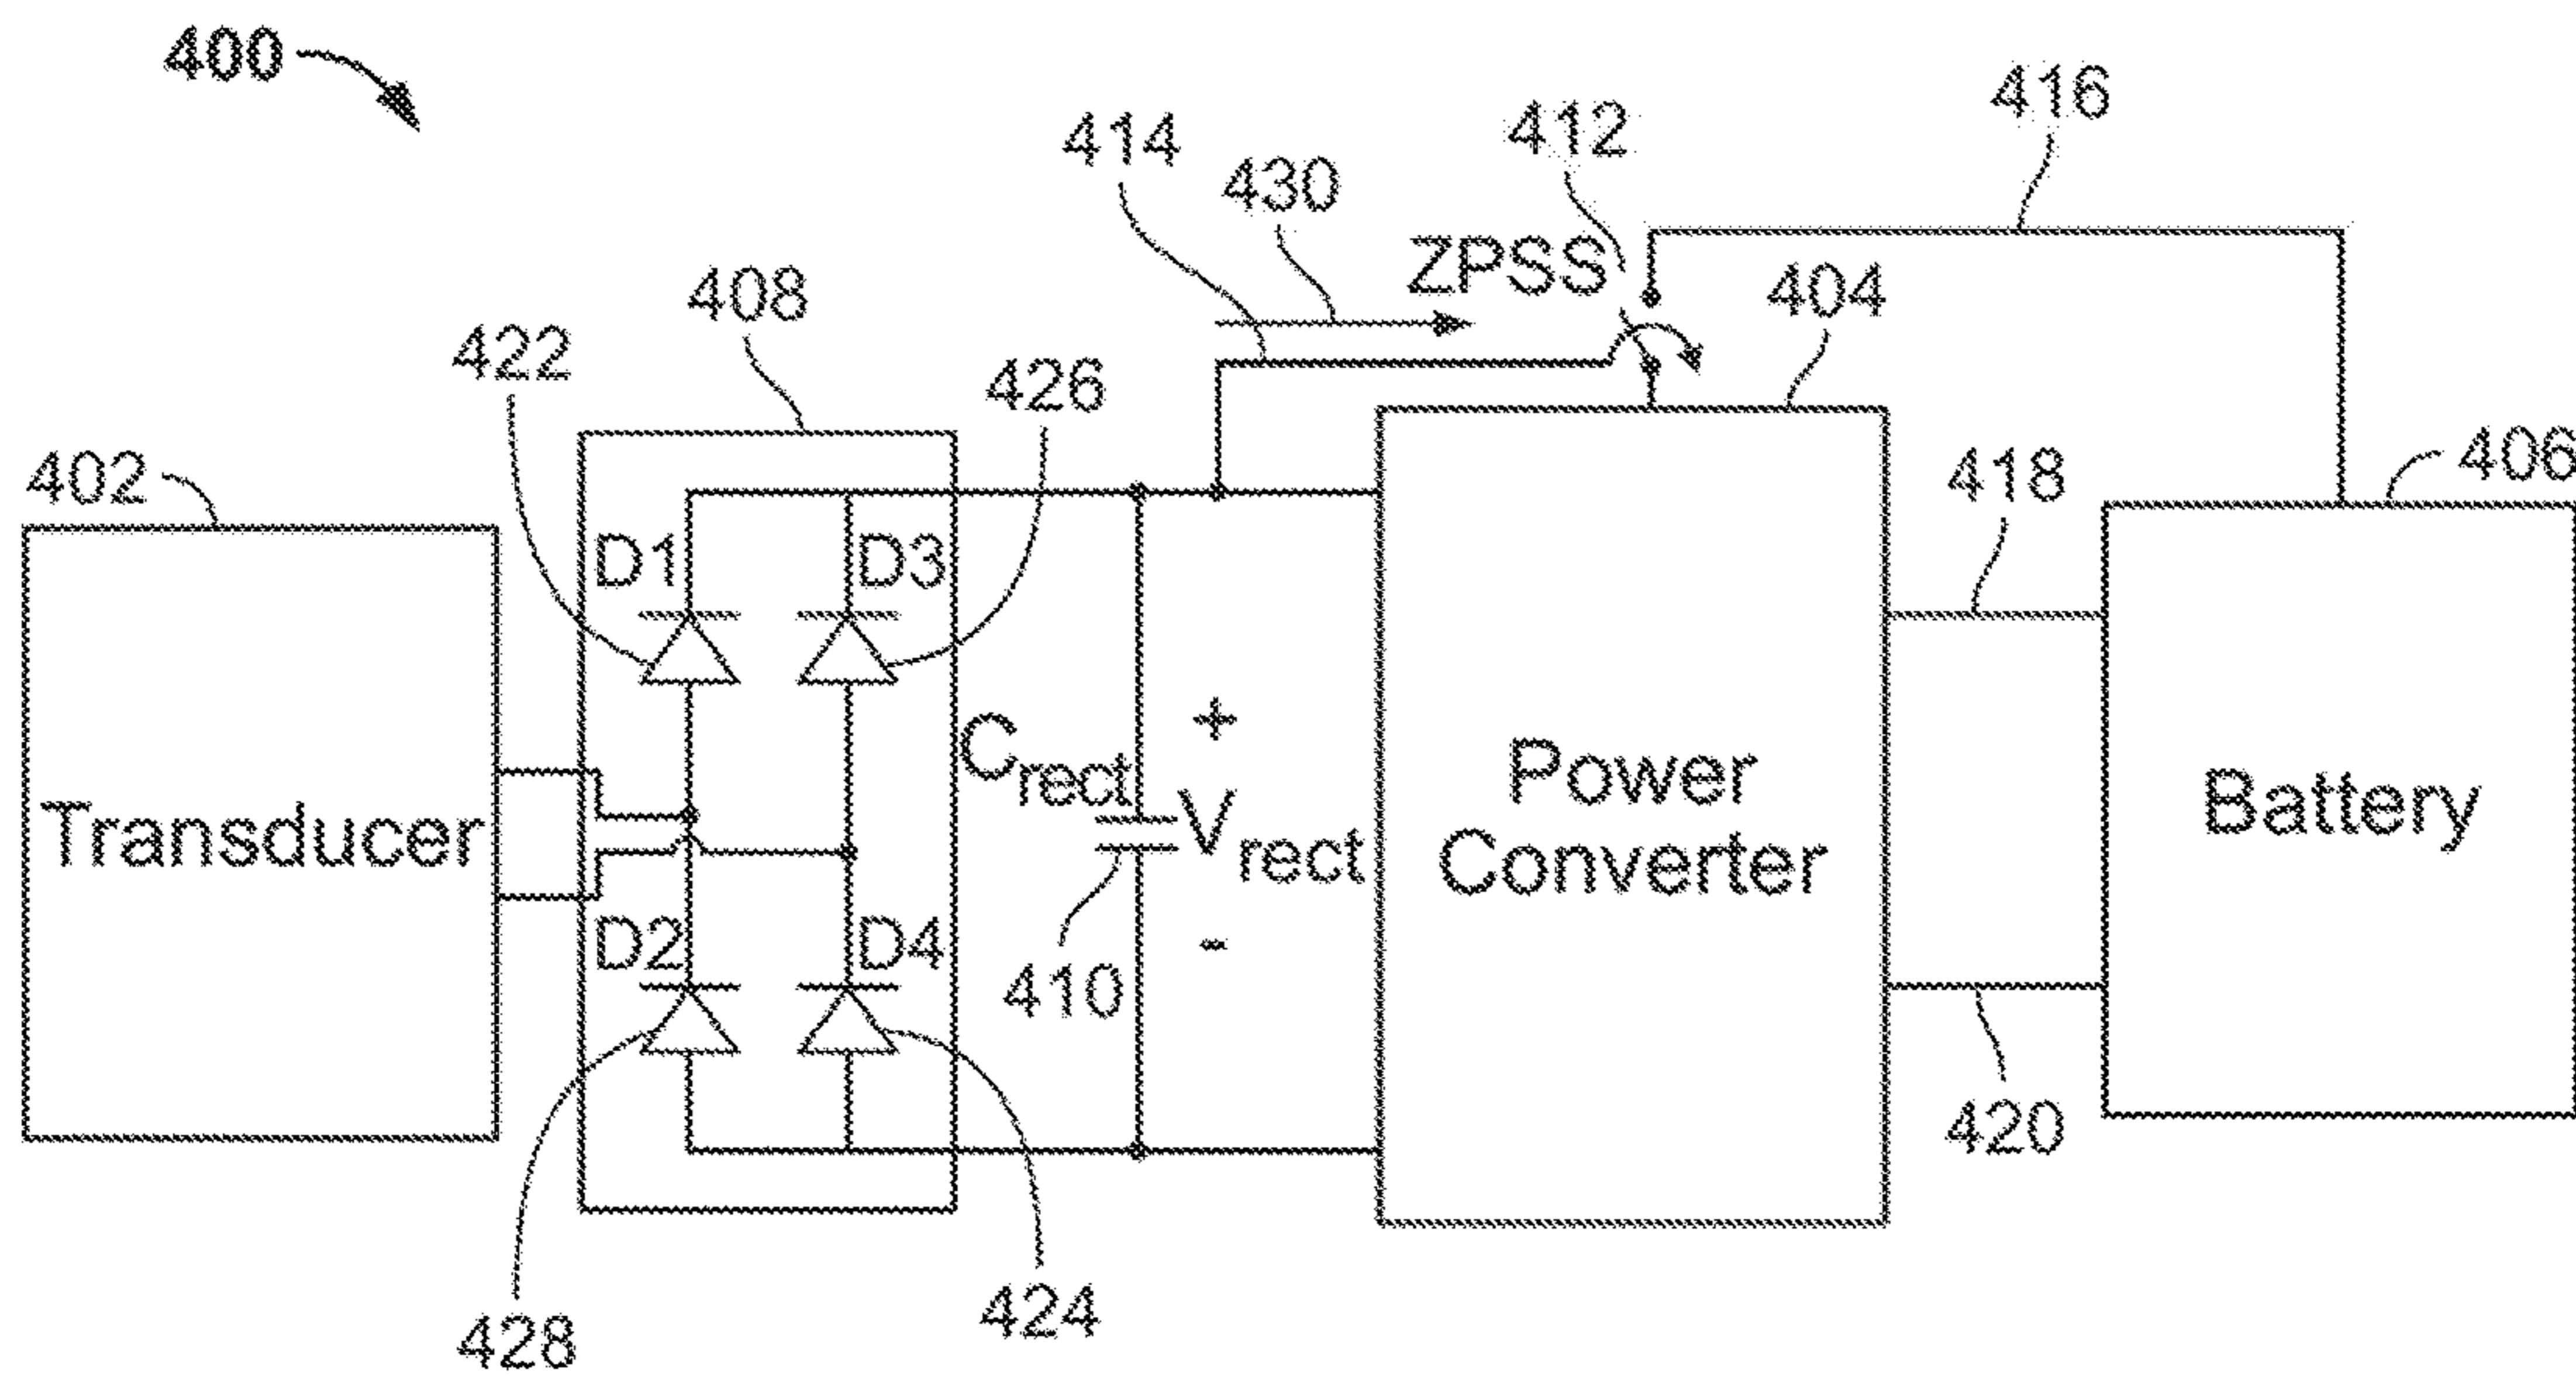 400
416
412
414
430
ZPSS
404
408
422
426
418
406
402
D1
D3
Crect
+
Vrect
-
Power
Converter
Transducer
Battery
D2
D4
410
420
428
424